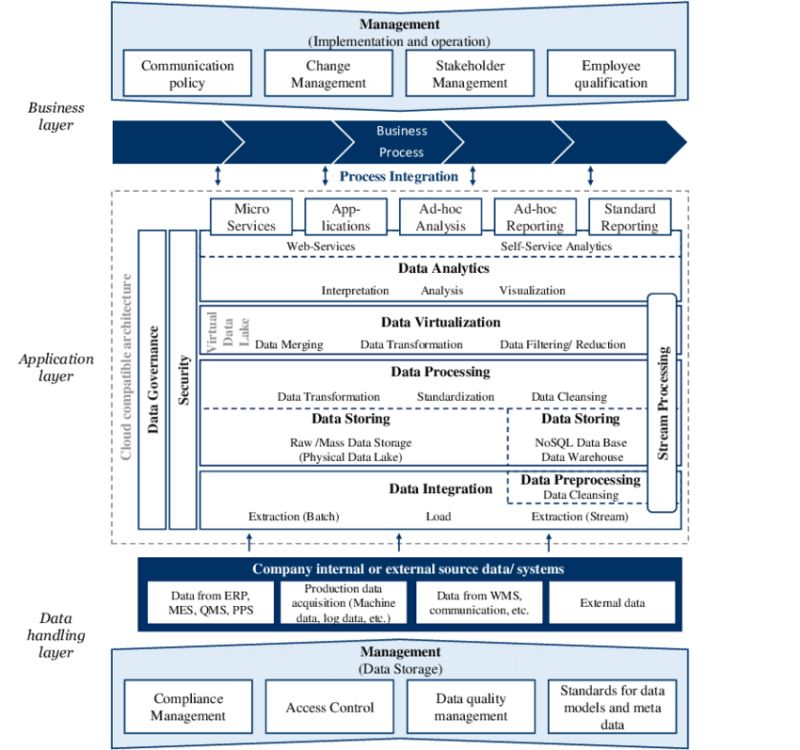 Management
(Implementation and operation)
Communication
policy
Change
Management
Stakeholder
Management
Employee
qualification
Business
layer
Business
Process
Process Integration
Micro
Services
App-
lications
Ad-hoc
Analysis
Ad-hoc
Reporting
Standard
Reporting
Web-Services
Self-Service Analytics
Data Analytics
Interpretation Analysis Visualization
Cloud compatible architecture
Data Governance
Security
Virtual
Data
Lake
Data Virtualization
Data Merging Data Transformation Data Filtering/ Reduction
Application
layer
Data Processing
Data Transformation Standardization Data Cleansing
Stream Processing
Data Storing
Raw /Mass Data Storage
(Physical Data Lake)
Data Storing
NoSQL Data Base
Data Warehouse
Data Preprocessing
Data Cleansing
Data Integration
Extraction (Batch) Load Extraction (Stream)
Company internal or external source data/ systems
Data from ERP,
MES, QMS, PPS
Production data
acquisition (Machine
data, log data, etc.)
Data from WMS,
communication, etc.
External data
Data
handling
layer
Management
(Data Storage)
Compliance
Management
Access Control
Data quality
management
Standards for data
models and meta
data